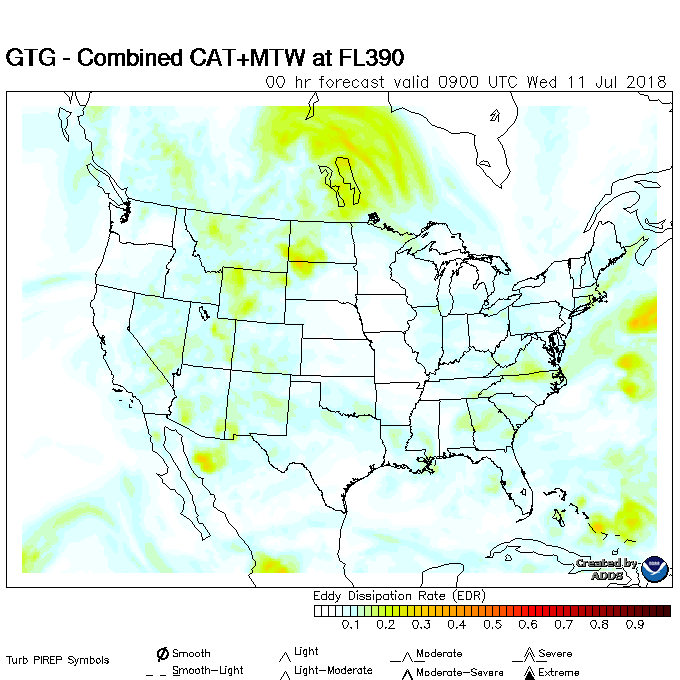 GTG - Combined CAT+MTW at FL390
00 hr forecast valid 0900 UTC Wed 11 Jul 2018
Created by
ADDS
Eddy Dissipation Rate (EDR)
0.1 0.2 0.3 0.4 0.5 0.6 0.7 0.8 0.9
Turb PIREP Symbols
Smooth Light Moderate Severe
Smooth-Light Light-Moderate Moderate-Severe Extreme